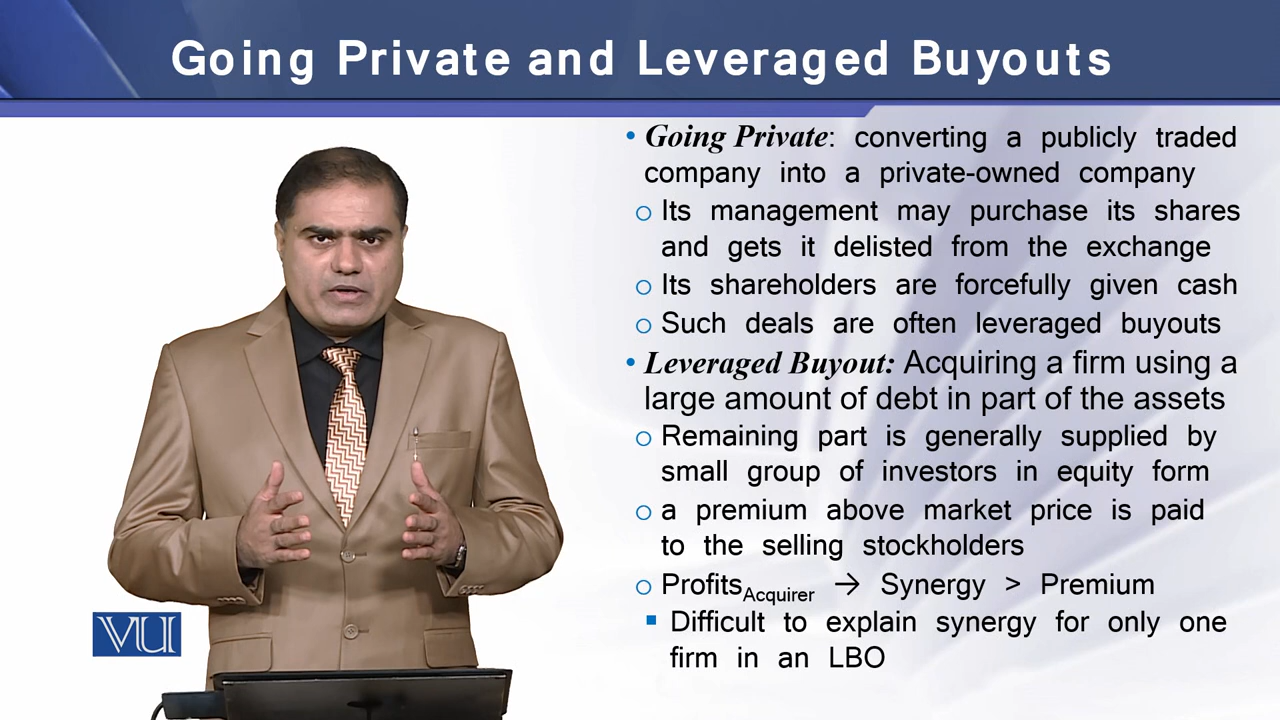 Going Private and Leveraged Buyouts
• Going Private: converting a publicly traded
company into a private-owned company
o Its management may purchase its shares
and gets it delisted from the exchange
o Its shareholders are forcefully given cash
o Such deals are often leveraged buyouts
• Leveraged Buyout: Acquiring a firm using a
large amount of debt in part of the assets
o Remaining part is generally supplied by
small group of investors in equity form
o a premium above market price is paid
to the selling stockholders
o Profits Acquirer → Synergy > Premium
▪ Difficult to explain synergy for only one
firm in an LBO
VU